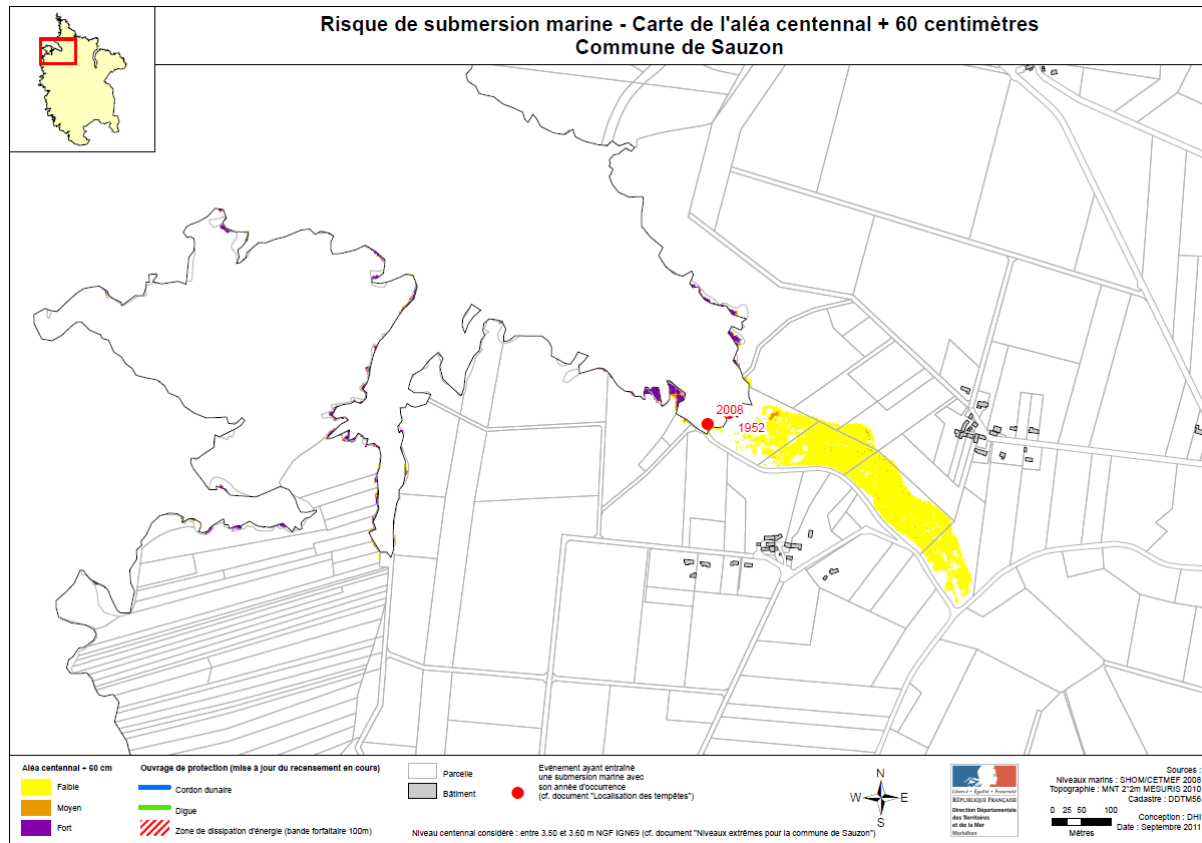 Risque de submersion marine - Carte de l'aléa centennal + 60 centimètres
Commune de Sauzon
2008
1952
Aléa centennal + 60 cm
Faible
Moyen
Fort
Ouvrage de protection (mise à jour du recensement en cours)
Cordon dunaire
Digue
Zone de dissipation d'énergie (bande forfaitaire 100m)
Parcelle
Bâtiment
Evènement ayant entraîné
une submersion marine avec
son année d'occurrence
(cf. document "Localisation des tempêtes")
Niveau centennal considéré : entre 3.50 et 3.60 m NGF IGN69 (cf. document "Niveaux extrêmes pour la commune de Sauzon")
N
W
E
S
Liberté • Égalité • Fraternité
RÉPUBLIQUE FRANÇAISE
Direction Départementale
des Territoires
et de la Mer
Morbihan
Sources :
Niveaux marins : SHOM/CETMEF 2008
Topographie : MNT 2*2m MESURIS 2010
Cadastre : DDTM56
0 25 50 100
Mètres
Conception : DHI
Date : Septembre 2011